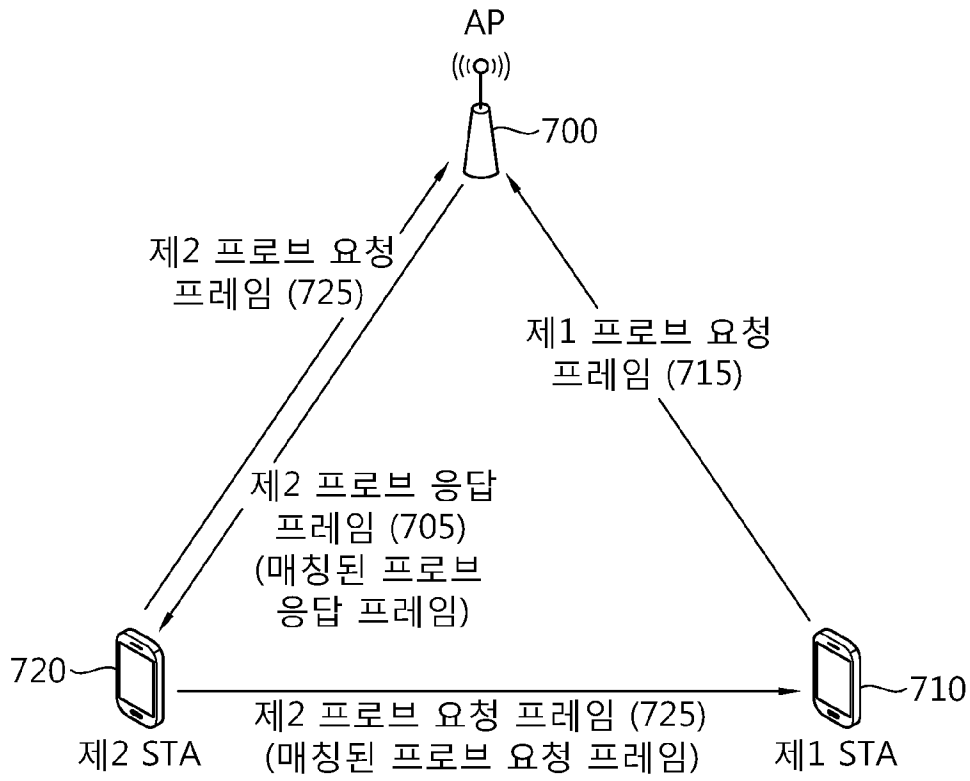 AP
700
제2 프로브 요청
프레임 (725)
제1 프로브 요청
프레임 (715)
제2 프로브 응답
프레임 (705)
(매칭된 프로브
응답 프레임)
720
710
제2 프로브 요청 프레임 (725)
(매칭된 프로브 요청 프레임)
제2 STA
제1 STA